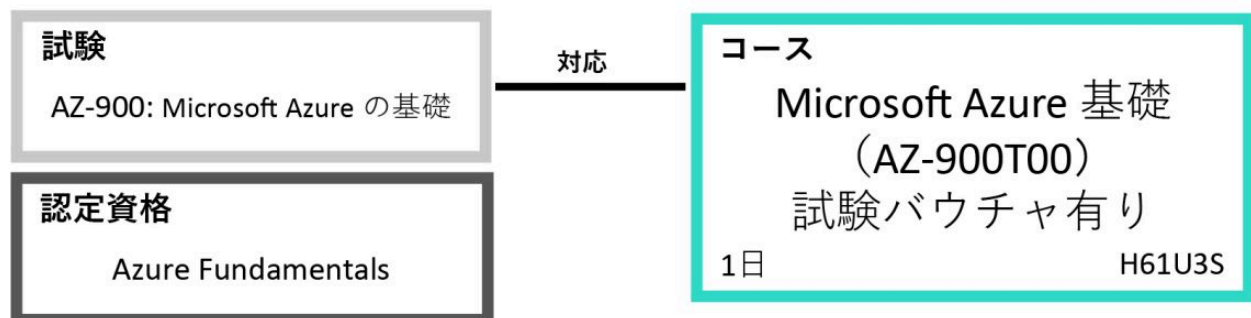 試験
AZ-900: Microsoft Azure の基礎
認定資格
Azure Fundamentals
対応
コース
Microsoft Azure 基礎
（AZ-900T00）
試験バウチャ有り
1日
H61U3S